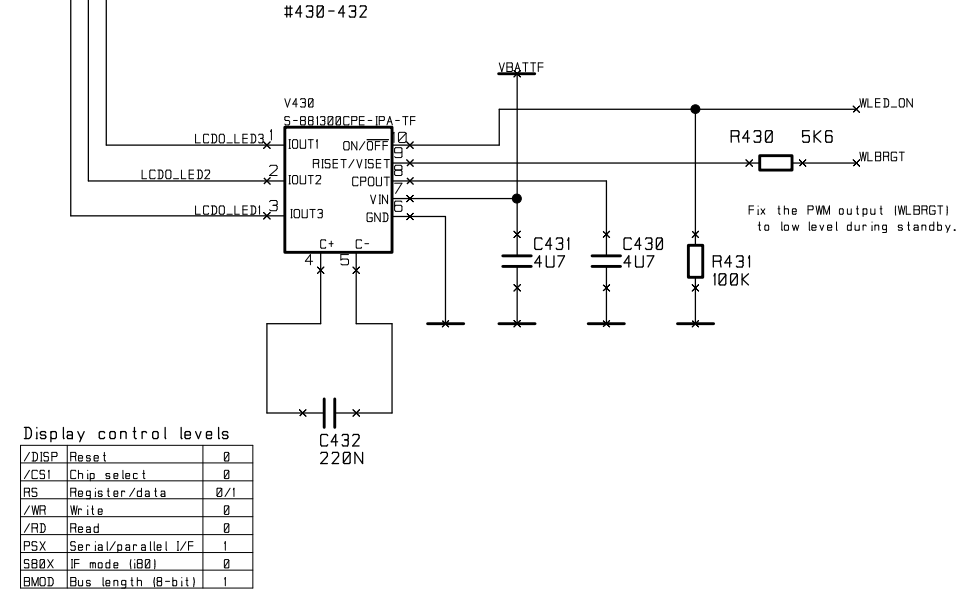 #430-432
VBATTF
V430
S-881300CPE-IPA-TF
WLED_ON
LCDO_LED3 1 IOUT1 ON/OFF 10
R430 5K6
RISET/VISET 9 WLBRGT
LCDO_LED2 2 IOUT2 CPOUT 8
VIN 7
LCDO_LED1 3 IOUT3 GND 6
Fix the PWM output (WLBRGT)
to low level during standby.
C+ C-
4 5
C431
4U7
C430
4U7
R431
100K
C432
220N
Display control levels
/DISP Reset 0
/CS1 Chip select 0
RS Register/data 0/1
/WR Write 0
/RD Read 0
PSX Serial/parallel I/F 1
S80X IF mode (i80) 0
BMOD Bus length (8-bit) 1